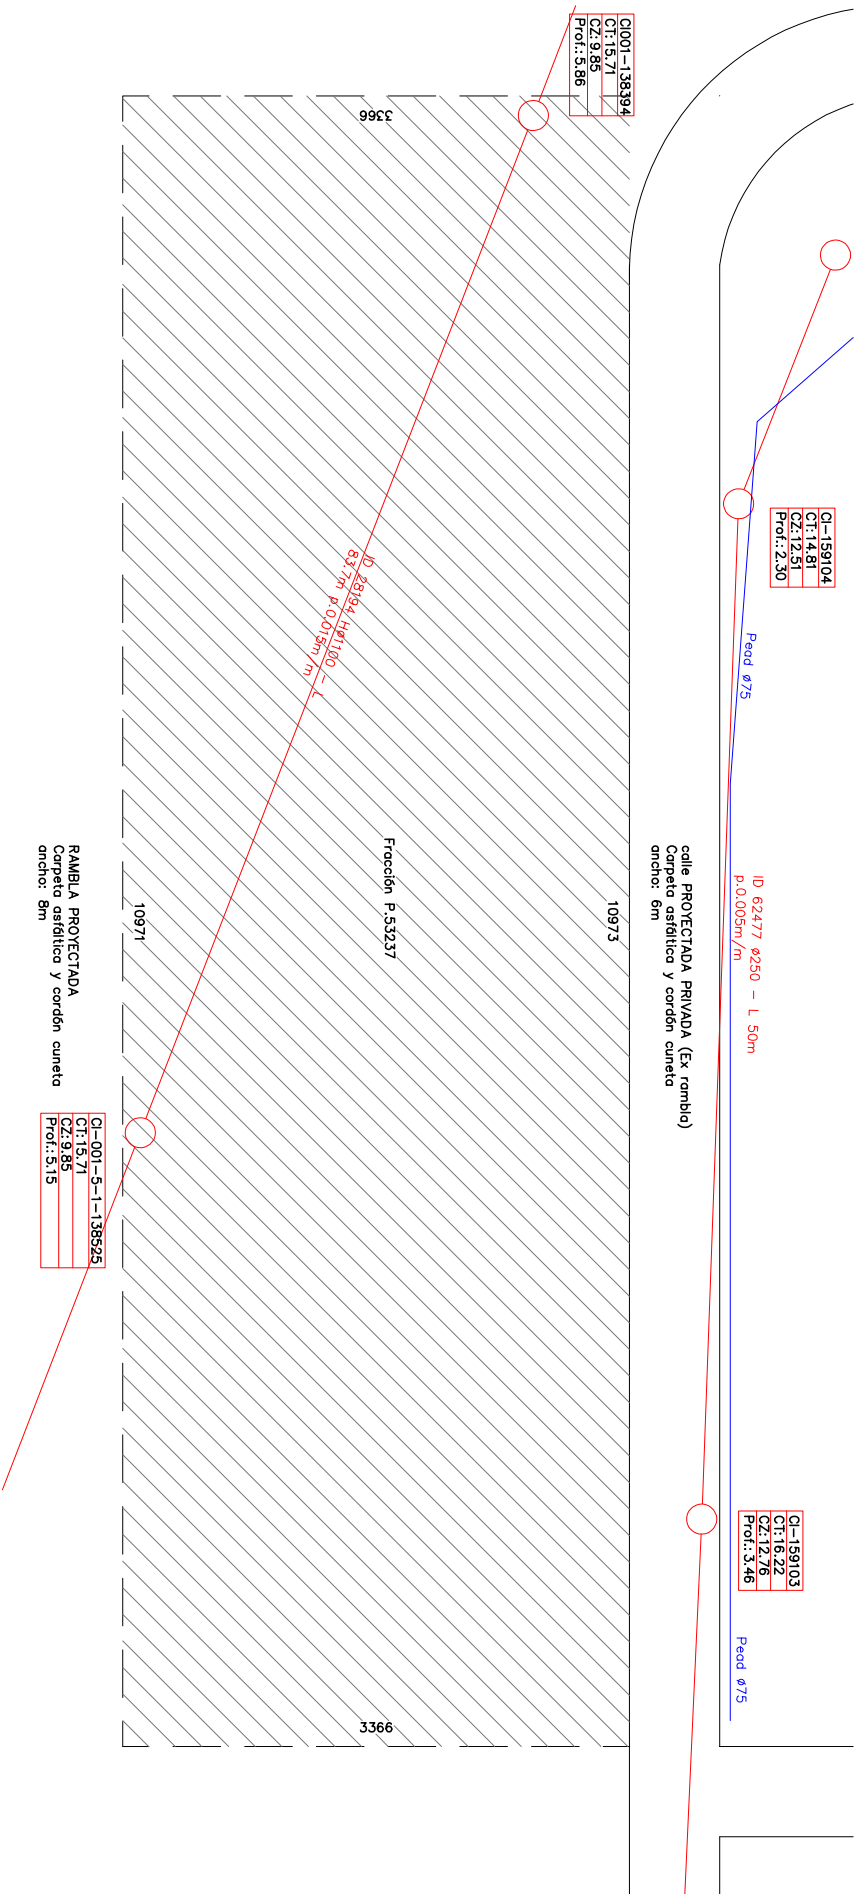 CI001-138394
CT:15.71
CZ:9.85
Prof.:5.86
3366
CI-159104
CT:14.81
CZ:12.51
Prof.:2.30
Pead ø75
ID 28194 Hø1100 - L
83.7m p.0.015m/m
ID 62477 ø250 - L 50m
p.0.005m/m
calle PROYECTADA PRIVADA (Ex rambla)
Carpeta asfáltica y cordón cuneta
ancho: 6m
10973
Fracción P.53237
10971
RAMBLA PROYECTADA
Carpeta asfáltica y cordón cuneta
ancho: 8m
CI-001-5-1-138525
CT:15.71
CZ:9.85
Prof.:5.15
CI-159103
CT:16.22
CZ:12.76
Prof.:3.46
Pead ø75
3366